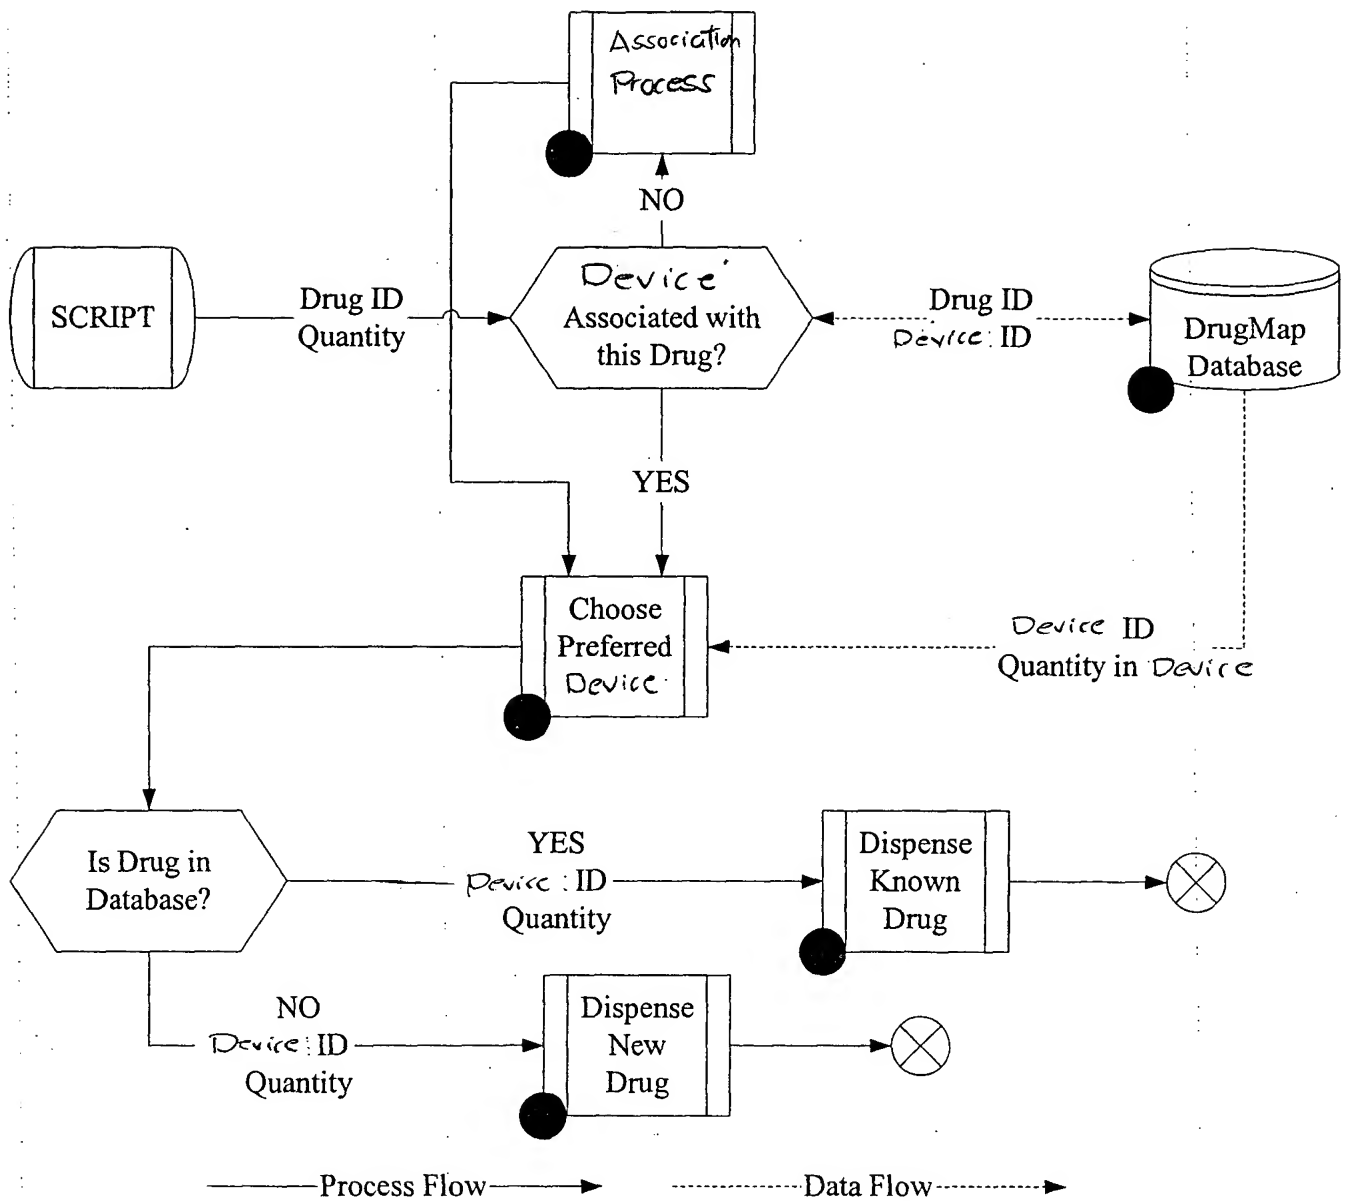 Association
Process
NO
SCRIPT
Drug ID
Quantity
Device
Associated with
this Drug?
Drug ID
Device ID
DrugMap
Database
YES
Choose
Preferred
Device
Device ID
Quantity in Device
Is Drug in
Database?
YES
Device ID
Quantity
Dispense
Known
Drug
NO
Device ID
Quantity
Dispense
New
Drug
Process Flow
Data Flow